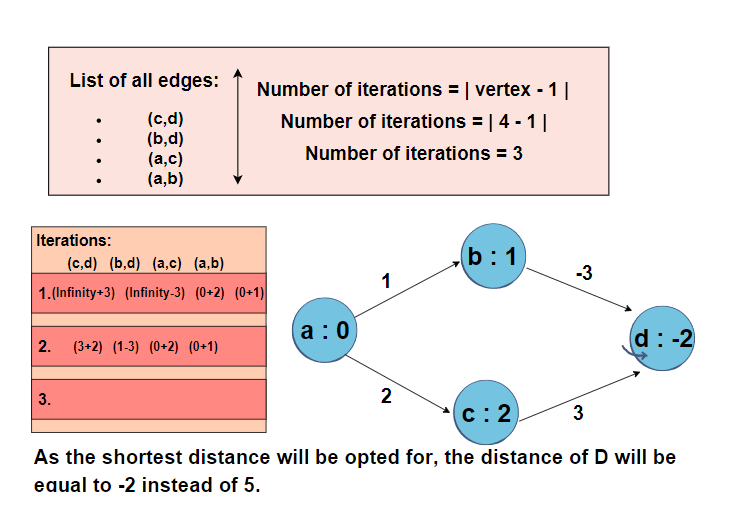 List of all edges:
• (c,d)
• (b,d)
• (a,c)
• (a,b)
Number of iterations = | vertex - 1 |
Number of iterations = | 4 - 1 |
Number of iterations = 3
Iterations:
(c,d) (b,d) (a,c) (a,b)
1.(Infinity+3) (Infinity-3) (0+2) (0+1)
2. (3+2) (1-3) (0+2) (0+1)
3.
a : 0
1
b : 1
-3
d : -2
2
c : 2
3
As the shortest distance will be opted for, the distance of D will be
equal to -2 instead of 5.